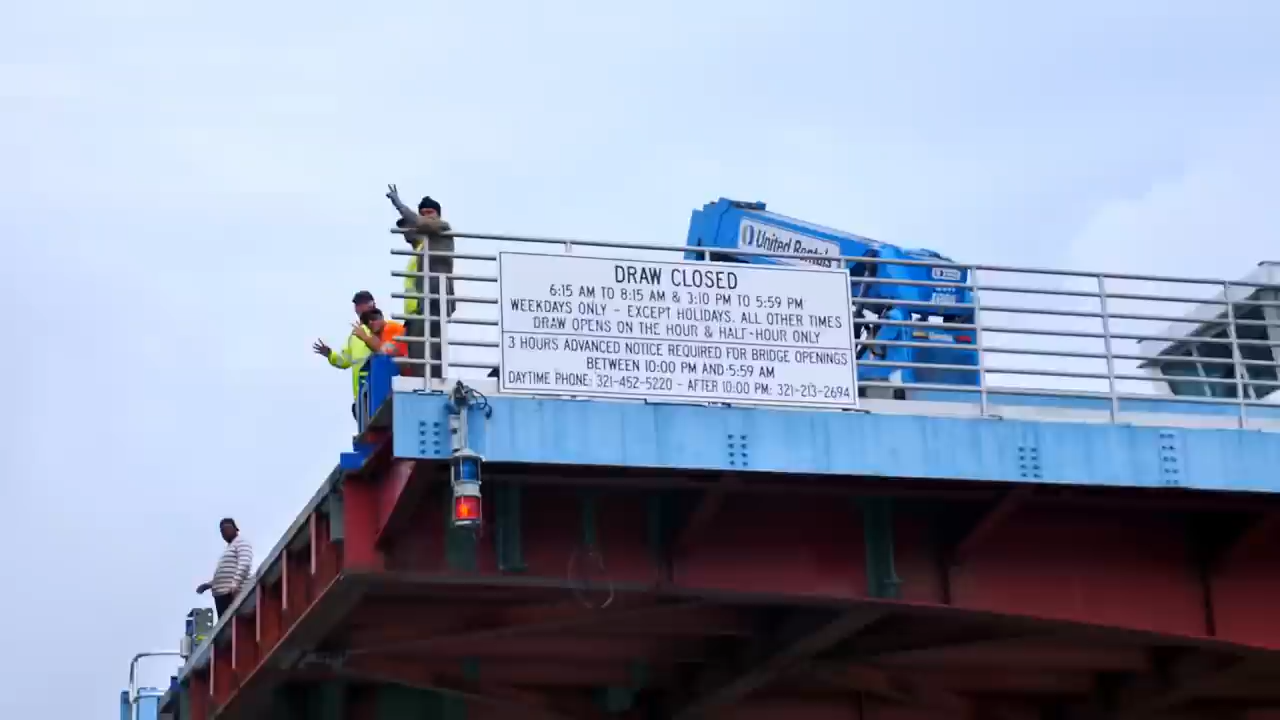 United Rentals
DRAW CLOSED
6:15 AM TO 8:15 AM & 3:10 PM TO 5:59 PM
WEEKDAYS ONLY - EXCEPT HOLIDAYS. ALL OTHER TIMES
DRAW OPENS ON THE HOUR & HALF-HOUR ONLY
3 HOURS ADVANCED NOTICE REQUIRED FOR BRIDGE OPENINGS
BETWEEN 10:00 PM AND 5:59 AM
DAYTIME PHONE: 321-452-5220 - AFTER 10:00 PM: 321-213-2694